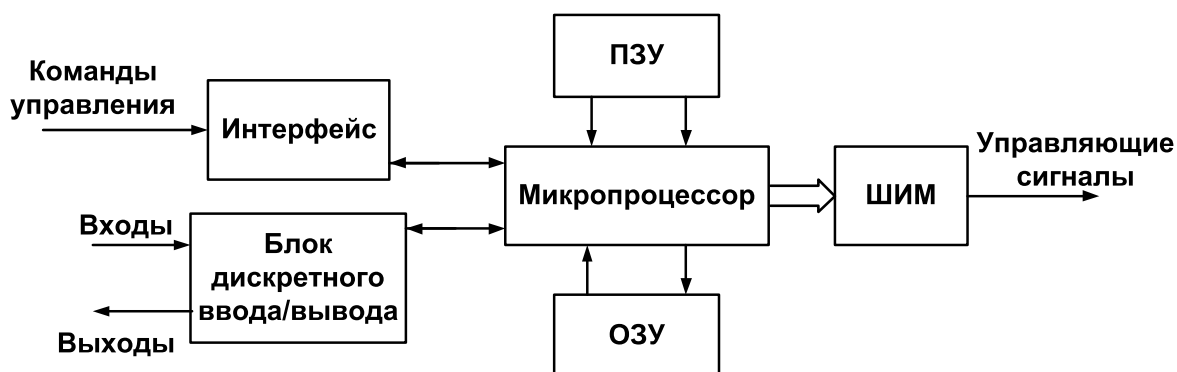 ПЗУ
Команды
управления
Интерфейс
Микропроцессор
ШИМ
Управляющие
сигналы
Входы
Блок
дискретного
ввода/вывода
Выходы
ОЗУ